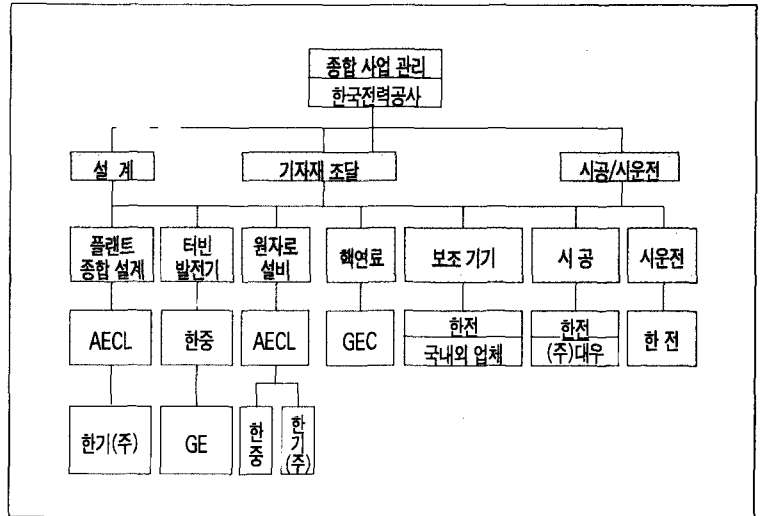 종합 사업 관리
한국전력공사
설 계
기자재 조달
시공/시운전
플랜트
종합 설계
터빈
발전기
원자로
설비
핵연료
보조 기기
시 공
시운전
AECL
한중
AECL
GEC
한전
국내외 업체
한전
(주)대우
한 전
한기(주)
GE
한
중
한
기
(주)